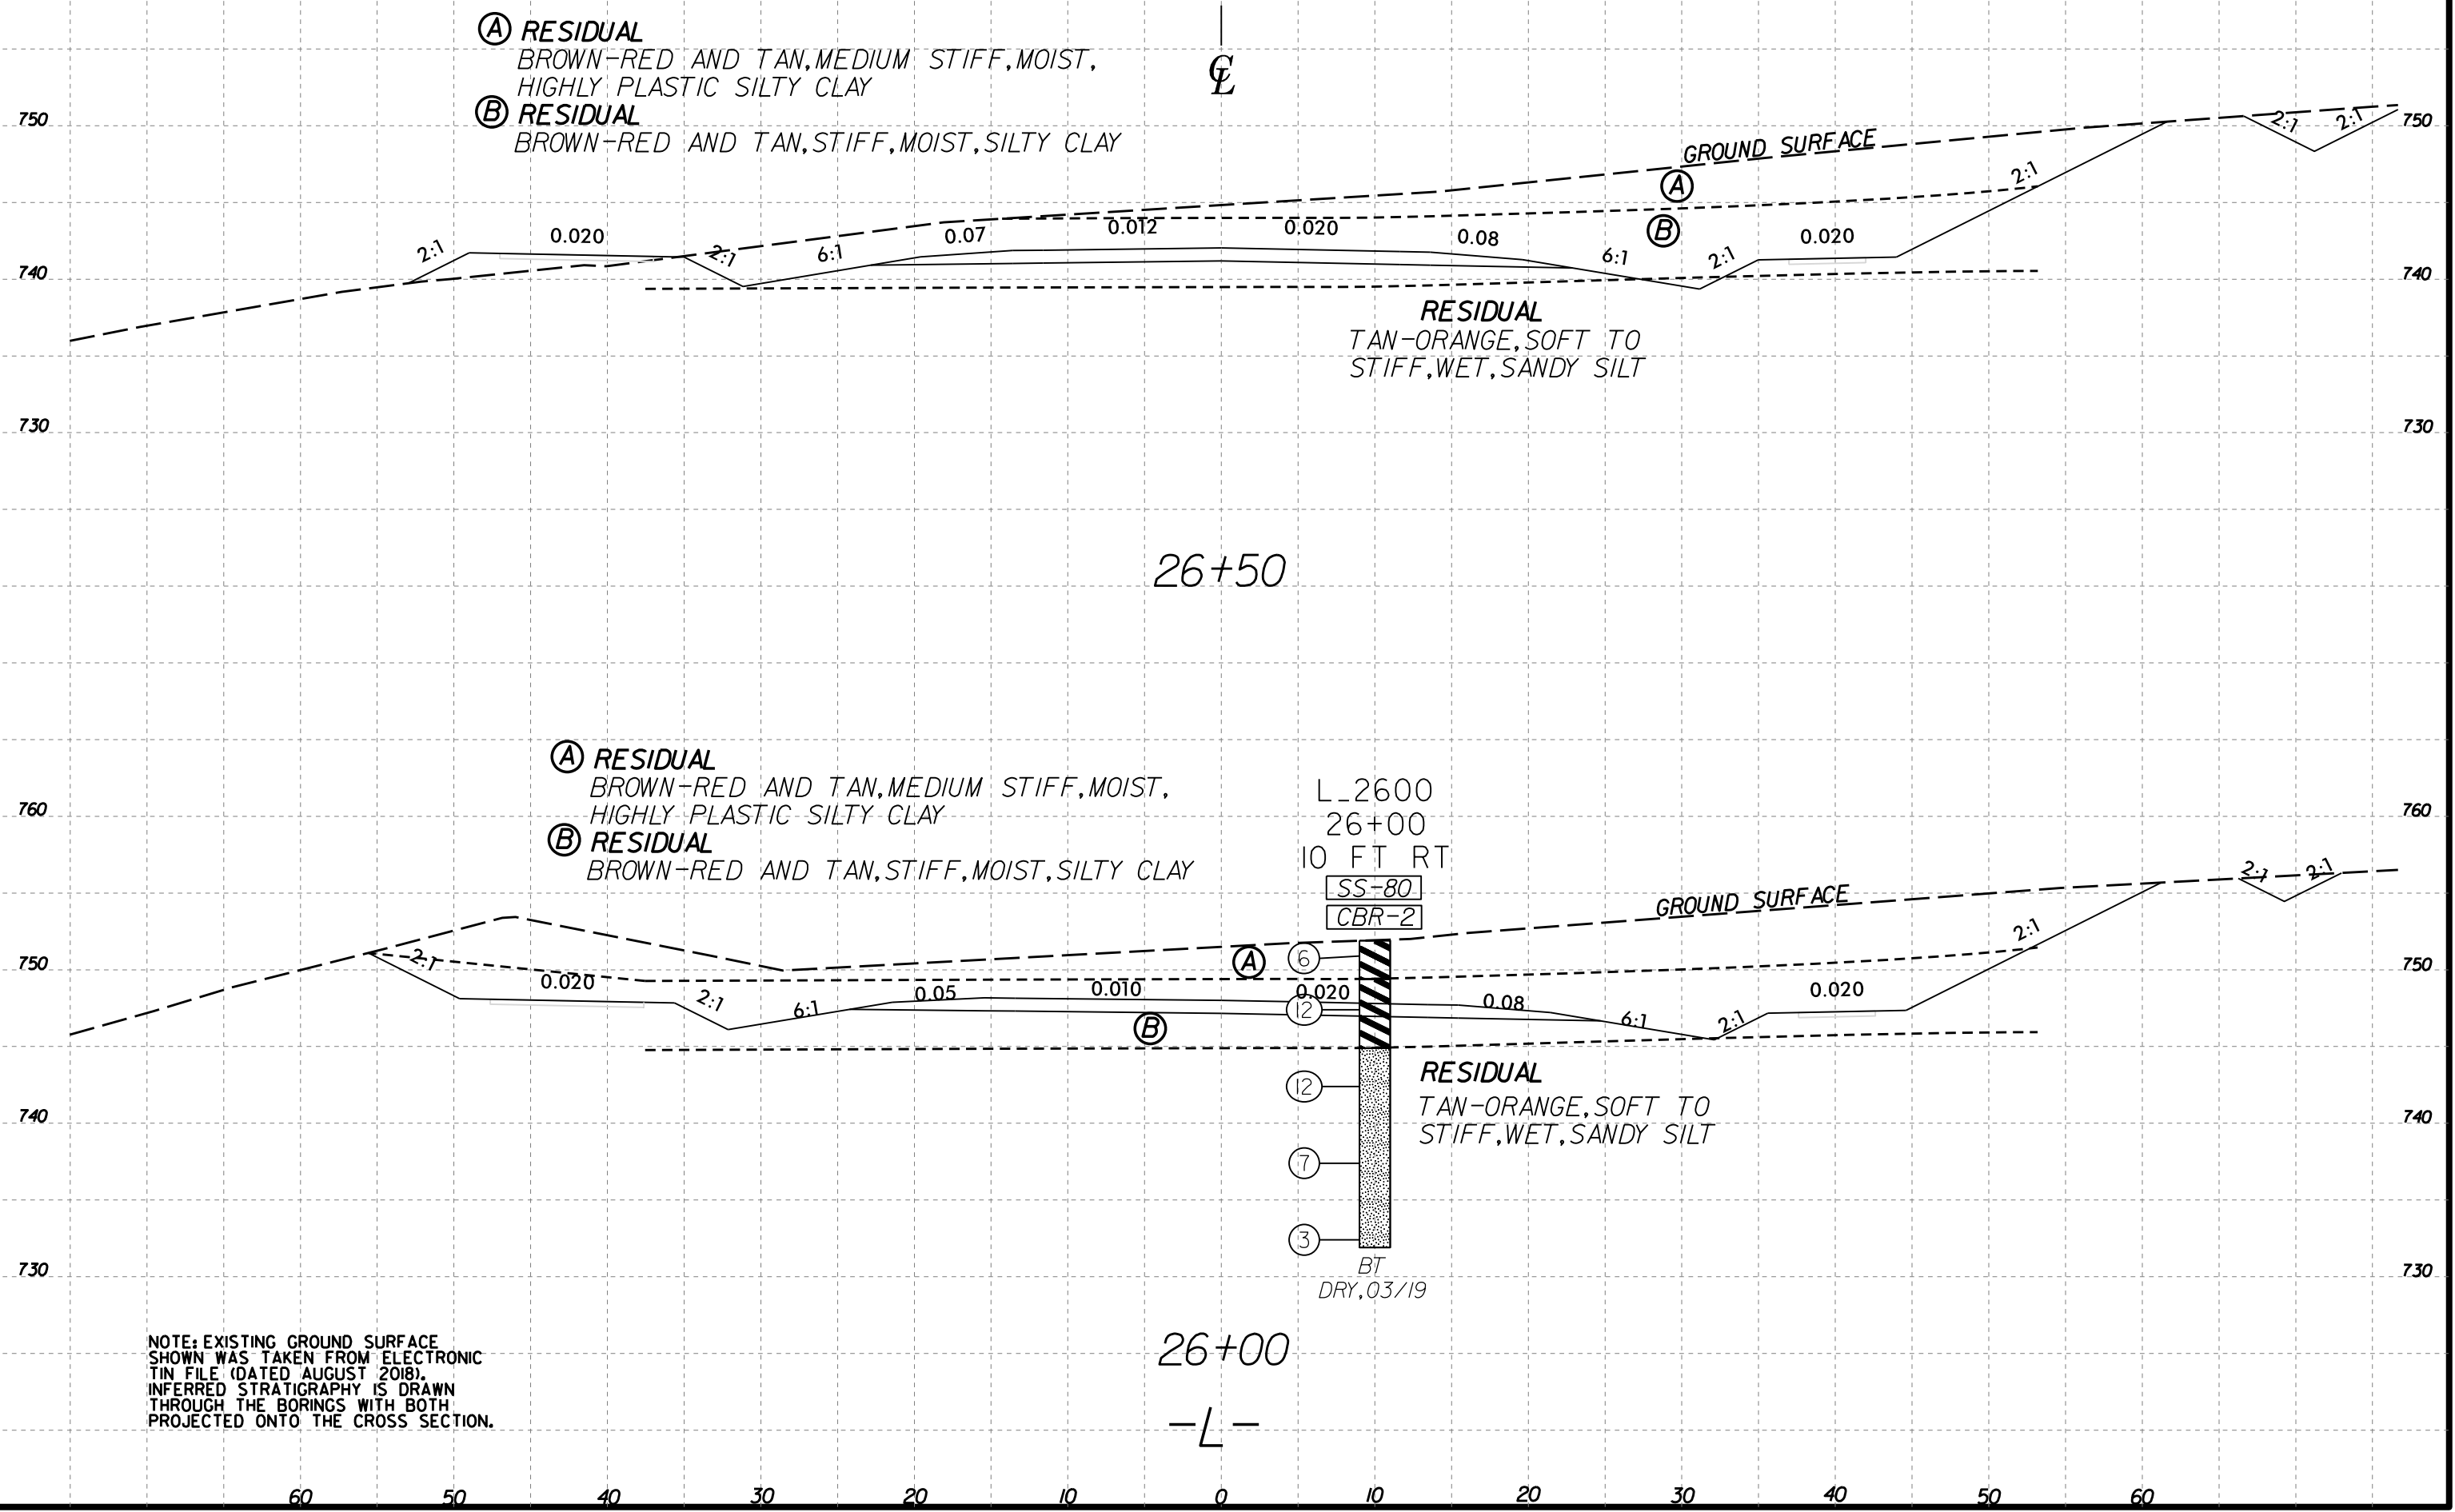 Ⓐ RESIDUAL
BROWN-RED AND TAN, MEDIUM STIFF, MOIST,
HIGHLY PLASTIC SILTY CLAY
Ⓑ RESIDUAL
BROWN-RED AND TAN, STIFF, MOIST, SILTY CLAY
℄
750
750
GROUND SURFACE
2:1
2:1
A
2:1
B
2:1
0.020
2:1
6:1
0.07
0.012
0.020
0.08
6:1
2:1
0.020
740
740
RESIDUAL
TAN-ORANGE, SOFT TO
STIFF, WET, SANDY SILT
730
730
26+50
Ⓐ RESIDUAL
BROWN-RED AND TAN, MEDIUM STIFF, MOIST,
HIGHLY PLASTIC SILTY CLAY
Ⓑ RESIDUAL
BROWN-RED AND TAN, STIFF, MOIST, SILTY CLAY
L_2600
26+00
10 FT RT
SS-80
CBR-2
760
760
GROUND SURFACE
2:1
2:1
2:1
A
6
750
750
2:1
0.020
2:1
6:1
0.05
0.010
0.020
12
0.08
6:1
2:1
0.020
B
12
7
3
RESIDUAL
TAN-ORANGE, SOFT TO
STIFF, WET, SANDY SILT
740
740
730
730
BT
DRY, 03/19
26+00
-L-
NOTE: EXISTING GROUND SURFACE
SHOWN WAS TAKEN FROM ELECTRONIC
TIN FILE (DATED AUGUST 2018).
INFERRED STRATIGRAPHY IS DRAWN
THROUGH THE BORINGS WITH BOTH
PROJECTED ONTO THE CROSS SECTION.
60 50 40 30 20 10 0 10 20 30 40 50 60